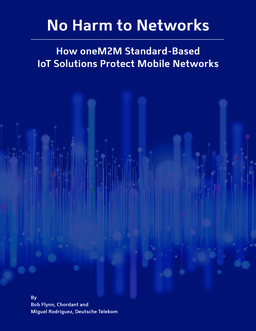 No Harm to Networks
How oneM2M Standard-Based
IoT Solutions Protect Mobile Networks
By
Bob Flynn, Chordant and
Miguel Rodriguez, Deutsche Telekom